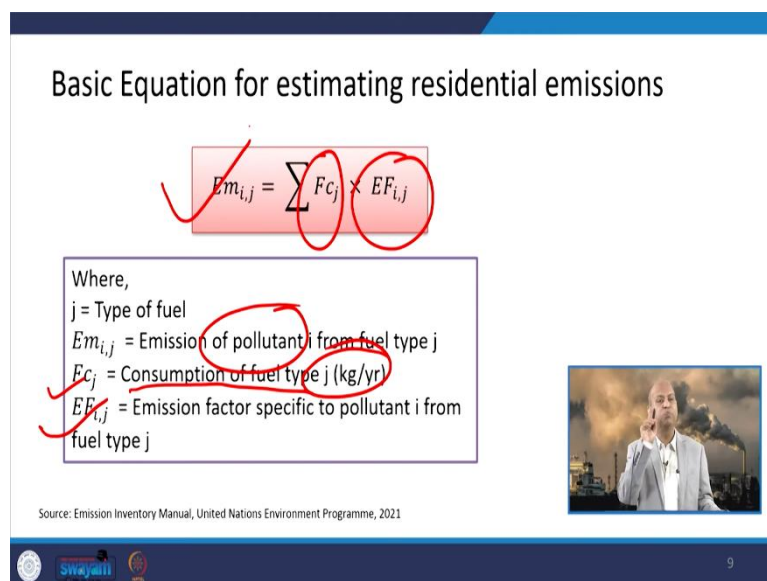 Basic Equation for estimating residential emissions
Em_{i,j} = ∑ Fc_j × EF_{i,j}
Where,
j = Type of fuel
Em_{i,j} = Emission of pollutant i from fuel type j
Fc_j = Consumption of fuel type j (kg/yr)
EF_{i,j} = Emission factor specific to pollutant i from
fuel type j
Source: Emission Inventory Manual, United Nations Environment Programme, 2021
swayam
9